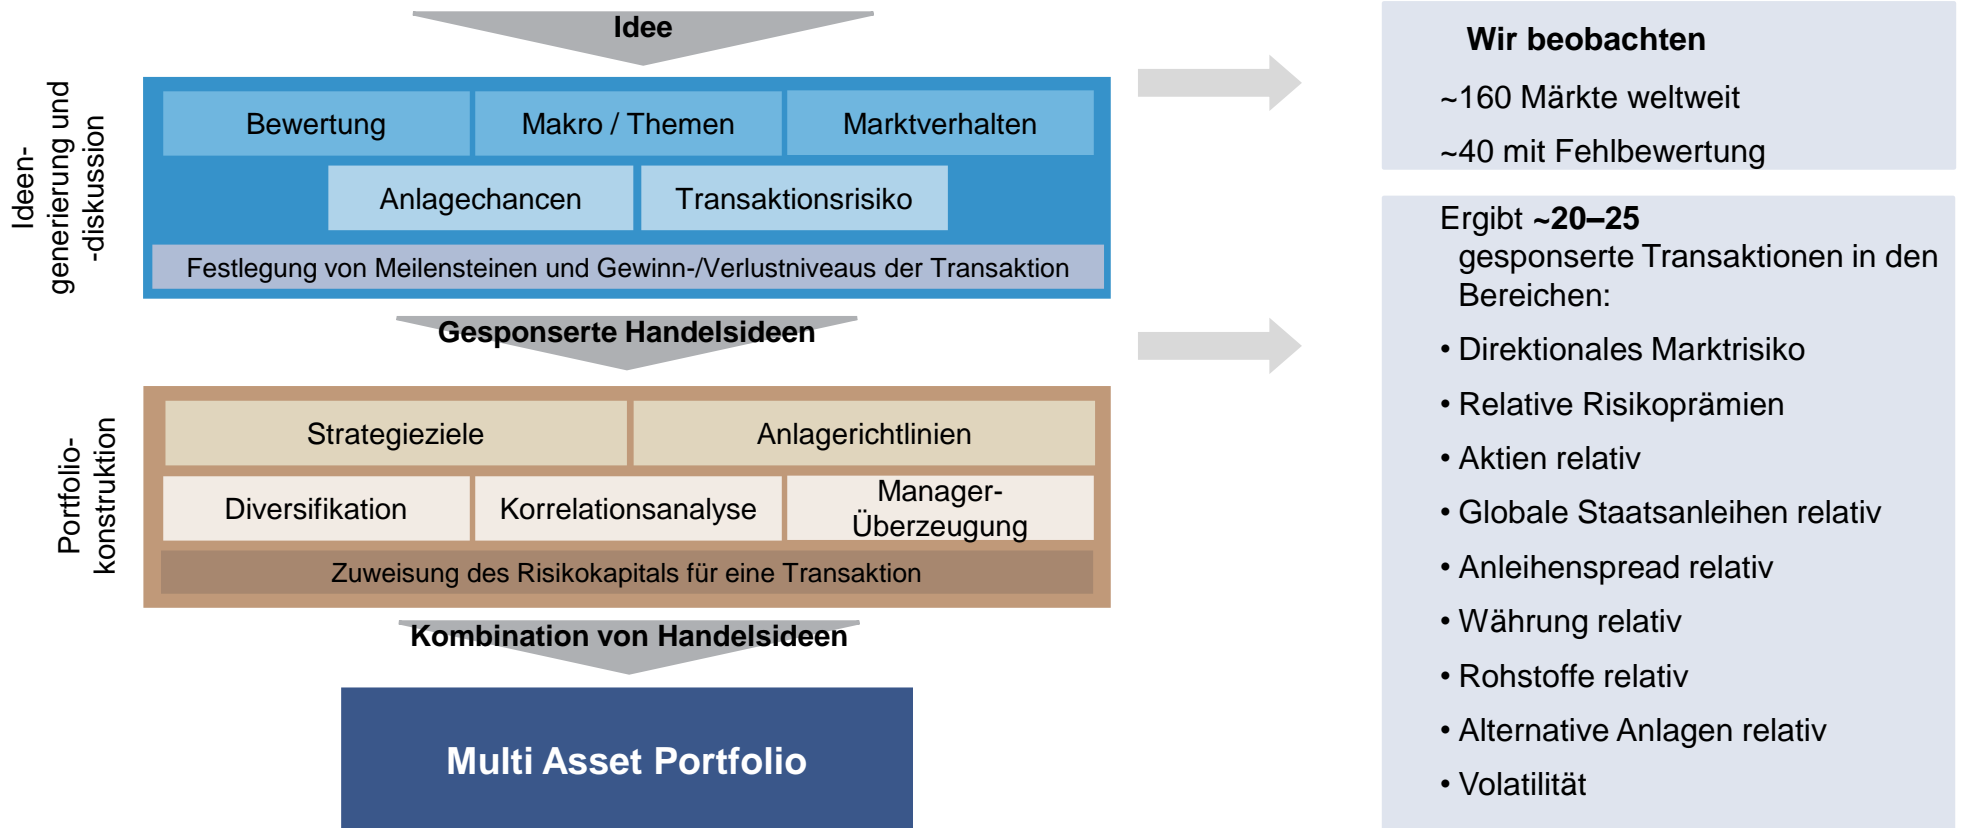 Idee
Ideen-
generierung und
-diskussion
Bewertung
Makro / Themen
Marktverhalten
Anlagechancen
Transaktionsrisiko
Festlegung von Meilensteinen und Gewinn-/Verlustniveaus der Transaktion
Gesponserte Handelsideen
Portfolio-
konstruktion
Strategieziele
Anlagerichtlinien
Diversifikation
Korrelationsanalyse
Manager-
Überzeugung
Zuweisung des Risikokapitals für eine Transaktion
Kombination von Handelsideen
Multi Asset Portfolio
Wir beobachten
~160 Märkte weltweit
~40 mit Fehlbewertung
Ergibt ~20–25
gesponserte Transaktionen in den
Bereichen:
• Direktionales Marktrisiko
• Relative Risikoprämien
• Aktien relativ
• Globale Staatsanleihen relativ
• Anleihenspread relativ
• Währung relativ
• Rohstoffe relativ
• Alternative Anlagen relativ
• Volatilität